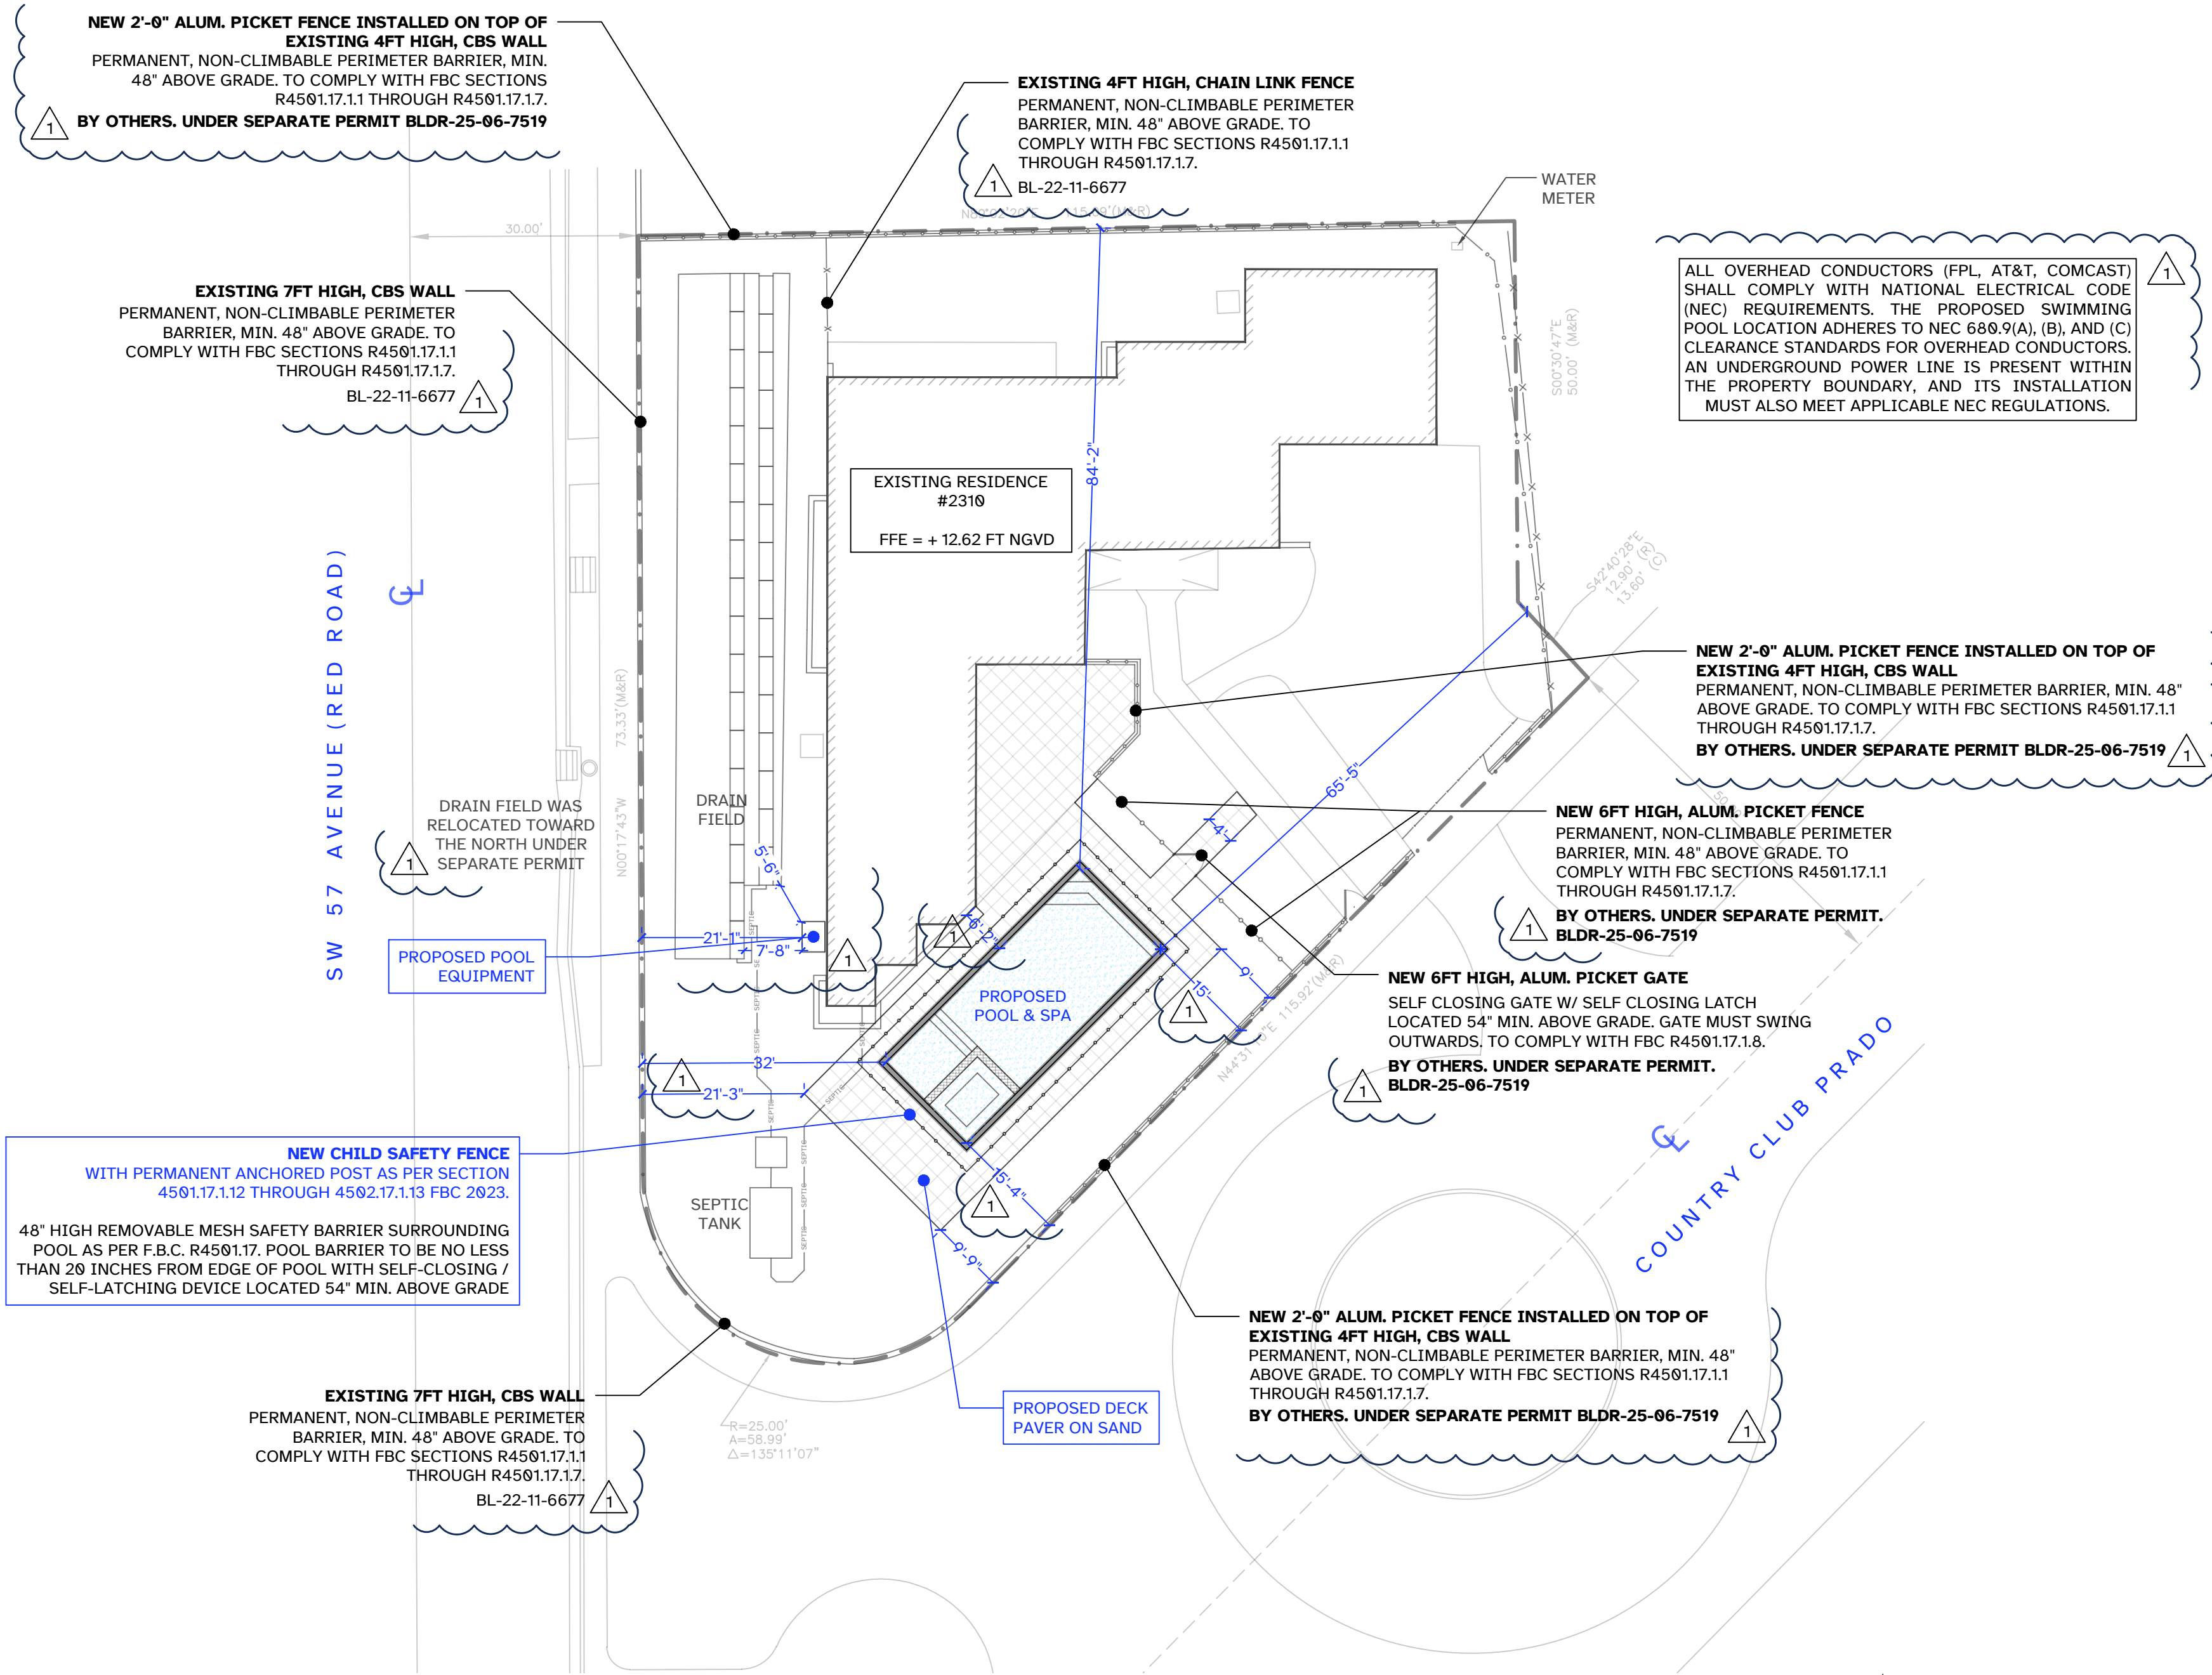 NEW 2'-0" ALUM. PICKET FENCE INSTALLED ON TOP OF
EXISTING 4FT HIGH, CBS WALL
PERMANENT, NON-CLIMBABLE PERIMETER BARRIER, MIN.
48" ABOVE GRADE. TO COMPLY WITH FBC SECTIONS
R4501.17.1.1 THROUGH R4501.17.1.7.
1 BY OTHERS. UNDER SEPARATE PERMIT BLDR-25-06-7519
EXISTING 4FT HIGH, CHAIN LINK FENCE
PERMANENT, NON-CLIMBABLE PERIMETER
BARRIER, MIN. 48" ABOVE GRADE. TO
COMPLY WITH FBC SECTIONS R4501.17.1.1
THROUGH R4501.17.1.7.
1 BL-22-11-6677
WATER
METER
30.00'
EXISTING 7FT HIGH, CBS WALL
PERMANENT, NON-CLIMBABLE PERIMETER
BARRIER, MIN. 48" ABOVE GRADE. TO
COMPLY WITH FBC SECTIONS R4501.17.1.1
THROUGH R4501.17.1.7.
BL-22-11-6677 1
ALL OVERHEAD CONDUCTORS (FPL, AT&T, COMCAST)
SHALL COMPLY WITH NATIONAL ELECTRICAL CODE
(NEC) REQUIREMENTS. THE PROPOSED SWIMMING
POOL LOCATION ADHERES TO NEC 680.9(A), (B), AND (C)
CLEARANCE STANDARDS FOR OVERHEAD CONDUCTORS.
AN UNDERGROUND POWER LINE IS PRESENT WITHIN
THE PROPERTY BOUNDARY, AND ITS INSTALLATION
MUST ALSO MEET APPLICABLE NEC REGULATIONS.
1
S00°30'47"E
50.00' (M&R)
84'-2"
EXISTING RESIDENCE
#2310
FFE = + 12.62 FT NGVD
S42°40'28"E
12.90' (R)
13.60' (C)
SW 57 AVENUE (RED ROAD)
CL
N00°17'43"W 73.33'(M&R)
NEW 2'-0" ALUM. PICKET FENCE INSTALLED ON TOP OF
EXISTING 4FT HIGH, CBS WALL
PERMANENT, NON-CLIMBABLE PERIMETER BARRIER, MIN. 48"
ABOVE GRADE. TO COMPLY WITH FBC SECTIONS R4501.17.1.1
THROUGH R4501.17.1.7.
BY OTHERS. UNDER SEPARATE PERMIT BLDR-25-06-7519 1
65'-5"
DRAIN FIELD WAS
RELOCATED TOWARD
THE NORTH UNDER
SEPARATE PERMIT
1
DRAIN
FIELD
5'-6"
4'
NEW 6FT HIGH, ALUM. PICKET FENCE
PERMANENT, NON-CLIMBABLE PERIMETER
BARRIER, MIN. 48" ABOVE GRADE. TO
COMPLY WITH FBC SECTIONS R4501.17.1.1
THROUGH R4501.17.1.7.
1 BY OTHERS. UNDER SEPARATE PERMIT.
BLDR-25-06-7519
21'-1"
7'-8"
1
6'-2"
1
PROPOSED POOL
EQUIPMENT
PROPOSED
POOL & SPA
9'
15'
1
N44°31'10"E 115.92'(M&R)
NEW 6FT HIGH, ALUM. PICKET GATE
SELF CLOSING GATE W/ SELF CLOSING LATCH
LOCATED 54" MIN. ABOVE GRADE. GATE MUST SWING
OUTWARDS. TO COMPLY WITH FBC R4501.17.1.8.
1 BY OTHERS. UNDER SEPARATE PERMIT.
BLDR-25-06-7519
32'
1
21'-3"
SEPTIC
SEPTIC
SEPTIC
SEPTIC
SEPTIC
SEPTIC
SEPTIC
SEPTIC
SEPTIC
CL
COUNTRY CLUB PRADO
NEW CHILD SAFETY FENCE
WITH PERMANENT ANCHORED POST AS PER SECTION
4501.17.1.12 THROUGH 4502.17.1.13 FBC 2023.
48" HIGH REMOVABLE MESH SAFETY BARRIER SURROUNDING
POOL AS PER F.B.C. R4501.17. POOL BARRIER TO BE NO LESS
THAN 20 INCHES FROM EDGE OF POOL WITH SELF-CLOSING /
SELF-LATCHING DEVICE LOCATED 54" MIN. ABOVE GRADE
SEPTIC
TANK
15'-4"
1
9'-9"
NEW 2'-0" ALUM. PICKET FENCE INSTALLED ON TOP OF
EXISTING 4FT HIGH, CBS WALL
PERMANENT, NON-CLIMBABLE PERIMETER BARRIER, MIN. 48"
ABOVE GRADE. TO COMPLY WITH FBC SECTIONS R4501.17.1.1
THROUGH R4501.17.1.7.
BY OTHERS. UNDER SEPARATE PERMIT BLDR-25-06-7519
1
EXISTING 7FT HIGH, CBS WALL
PERMANENT, NON-CLIMBABLE PERIMETER
BARRIER, MIN. 48" ABOVE GRADE. TO
COMPLY WITH FBC SECTIONS R4501.17.1.1
THROUGH R4501.17.1.7.
BL-22-11-6677 1
R=25.00'
A=58.99'
△=135°11'07"
PROPOSED DECK
PAVER ON SAND